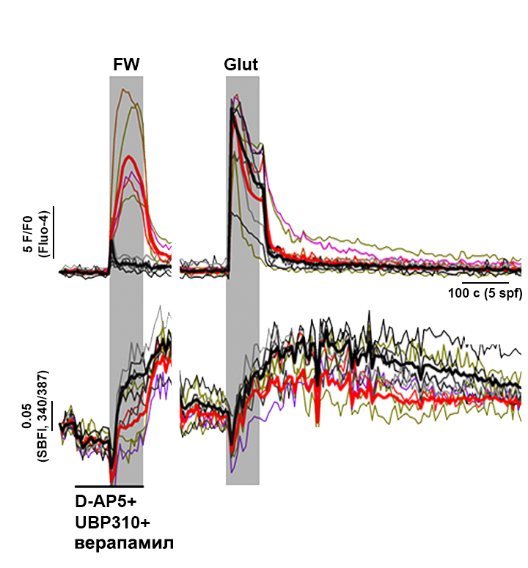 FW
Glut
5 F/F0
(Fluo-4)
100 c (5 spf)
0.05
(SBFI, 340/387)
D-AP5+
UBP310+
верапамил